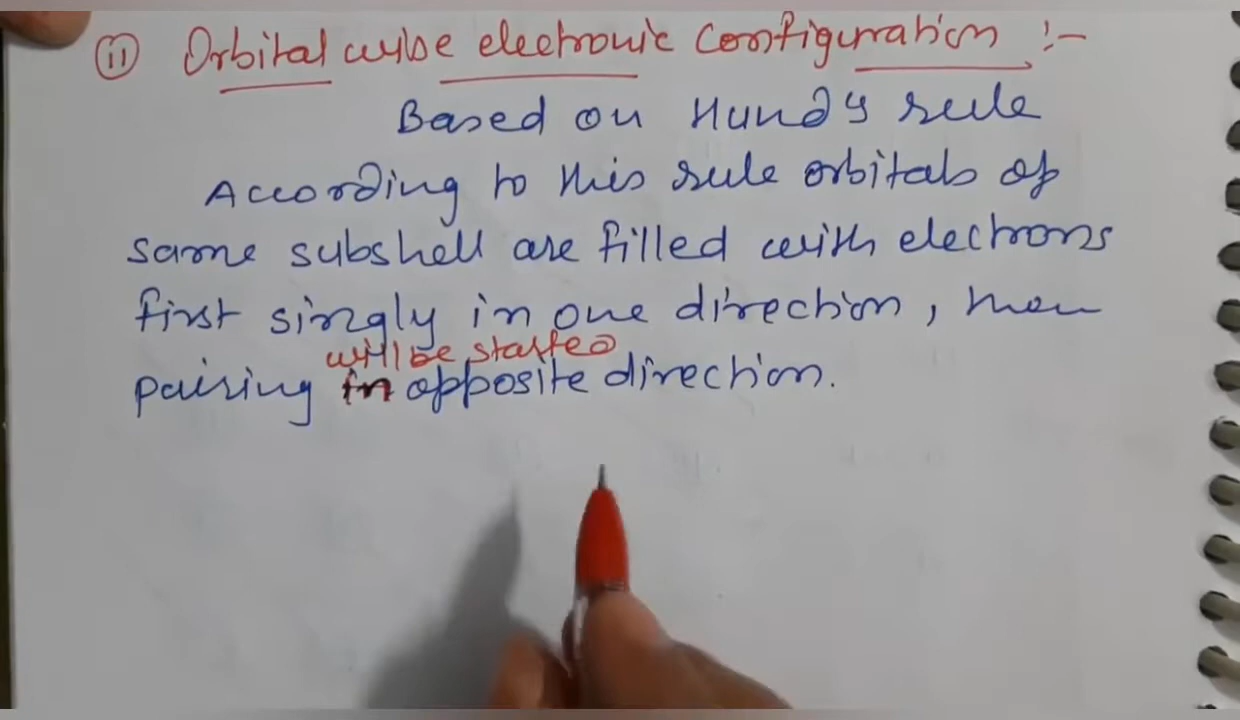 (ii) Orbital wise electronic configuration :-
Based on Hund's rule
According to this rule orbitals of
same subshell are filled with electrons
first singly in one direction, then
will be started
pairing in opposite direction.